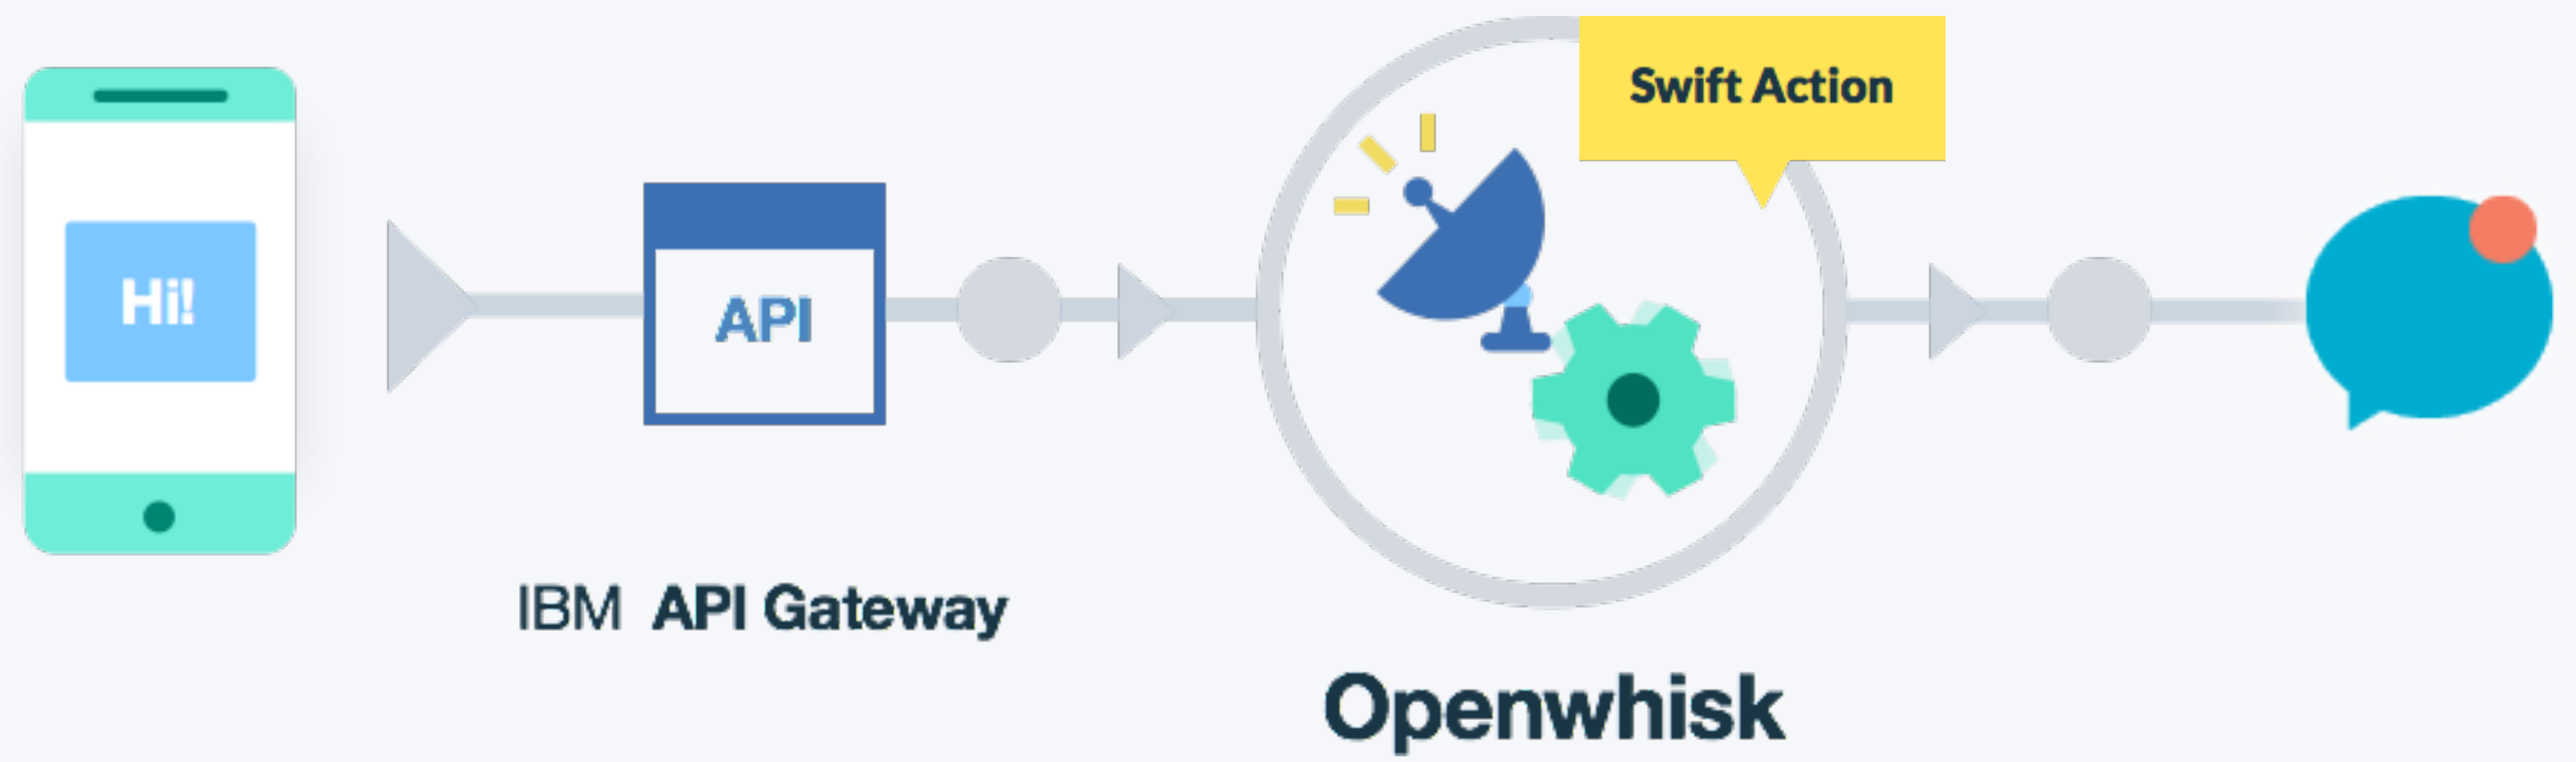 Hi!
API
IBM API Gateway
Swift Action
Openwhisk